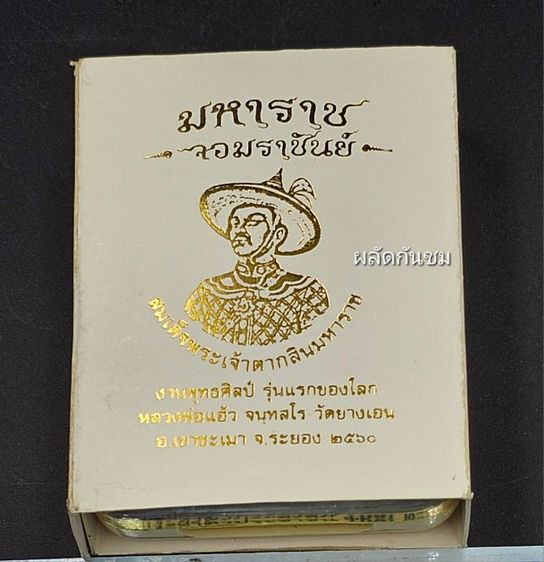 มหาราช
จอมราชันย์
ผลัดกันชม
สมเด็จพระเจ้าตากสินมหาราช
งานพุทธศิลป์ รุ่นแรกของโลก
หลวงพ่อแฮ้ว จนฺทสโร วัดยางเอน
อ.เขาชะเมา จ.ระยอง ๒๕๖๐